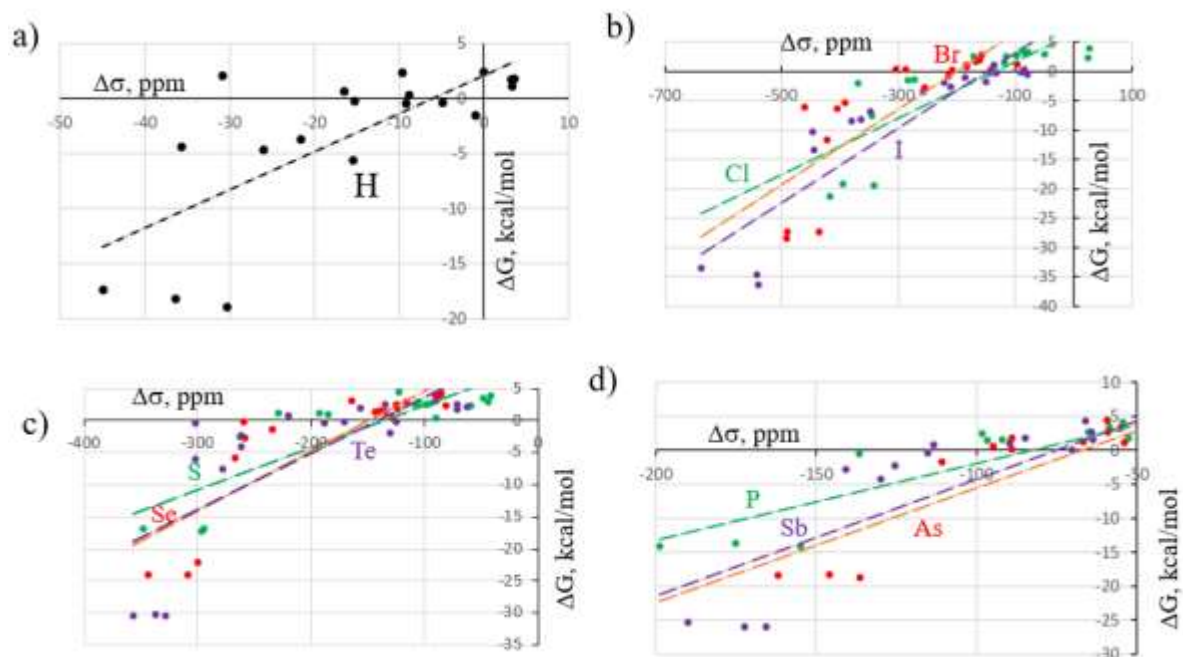 a)
Δσ, ppm
5
0
-5
-10
-15
-20
-50
-40
-30
-20
-10
0
10
H
ΔG, kcal/mol
b)
Δσ, ppm
Br
5
0
-5
-10
-15
-20
-25
-30
-35
-40
-700
-500
-300
-100
100
Cl
I
ΔG, kcal/mol
c)
Δσ, ppm
5
0
-5
-10
-15
-20
-25
-30
-35
-400
-300
-200
-100
0
S
Se
Te
ΔG, kcal/mol
d)
Δσ, ppm
10
5
0
-5
-10
-15
-20
-25
-30
-200
-140
-50
P
Sb
As
ΔG, kcal/mol